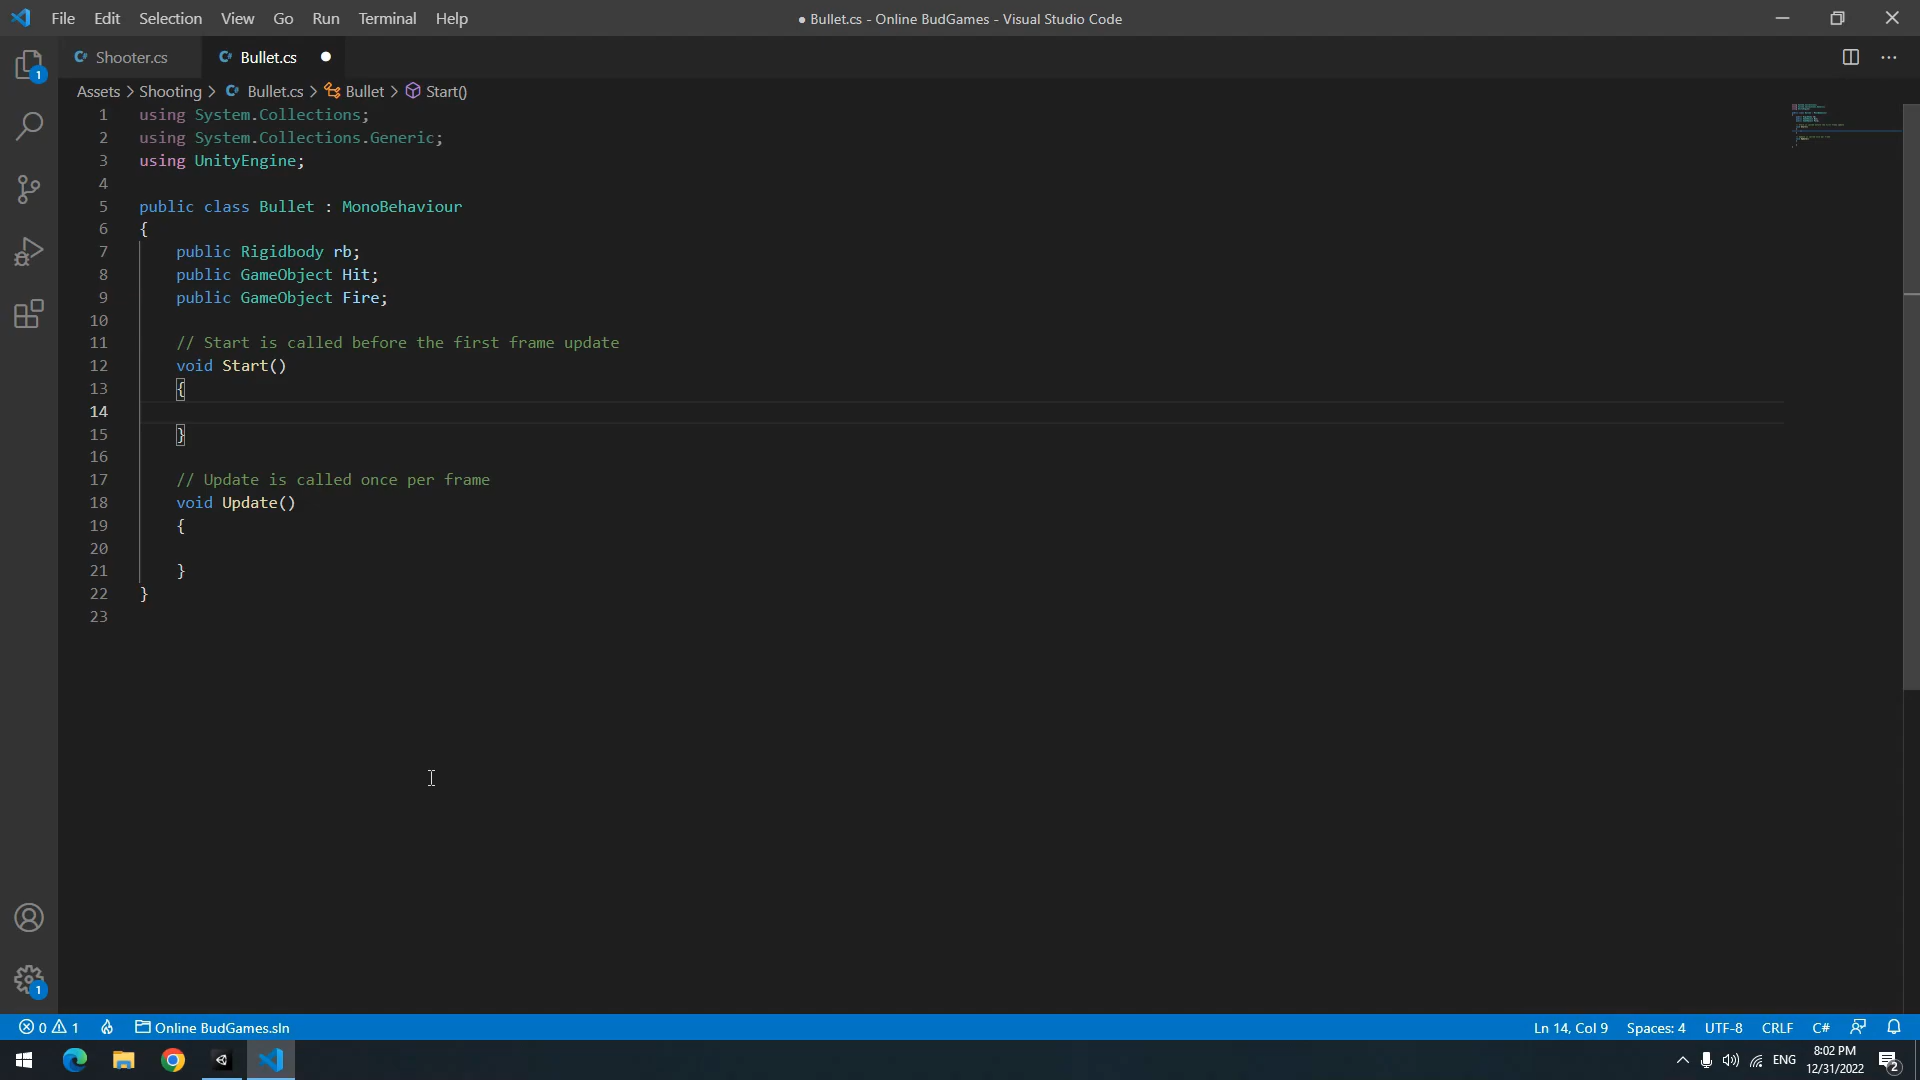 File Edit Selection View Go Run Terminal Help
● Bullet.cs - Online BudGames - Visual Studio Code
Shooter.cs
Bullet.cs
Assets > Shooting > Bullet.cs > Bullet > Start()
1 using System.Collections;
2 using System.Collections.Generic;
3 using UnityEngine;
4
5 public class Bullet : MonoBehaviour
6 {
7 public Rigidbody rb;
8 public GameObject Hit;
9 public GameObject Fire;
10
11 // Start is called before the first frame update
12 void Start()
13 {
14
15 }
16
17 // Update is called once per frame
18 void Update()
19 {
20
21 }
22 }
23
1
1
0 1 Online BudGames.sln
Ln 14, Col 9 Spaces: 4 UTF-8 CRLF C#
ENG
8:02 PM
12/31/2022
2